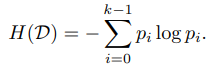 H(𝒟) = − ∑_{i=0}^{k−1} p_i log p_i.